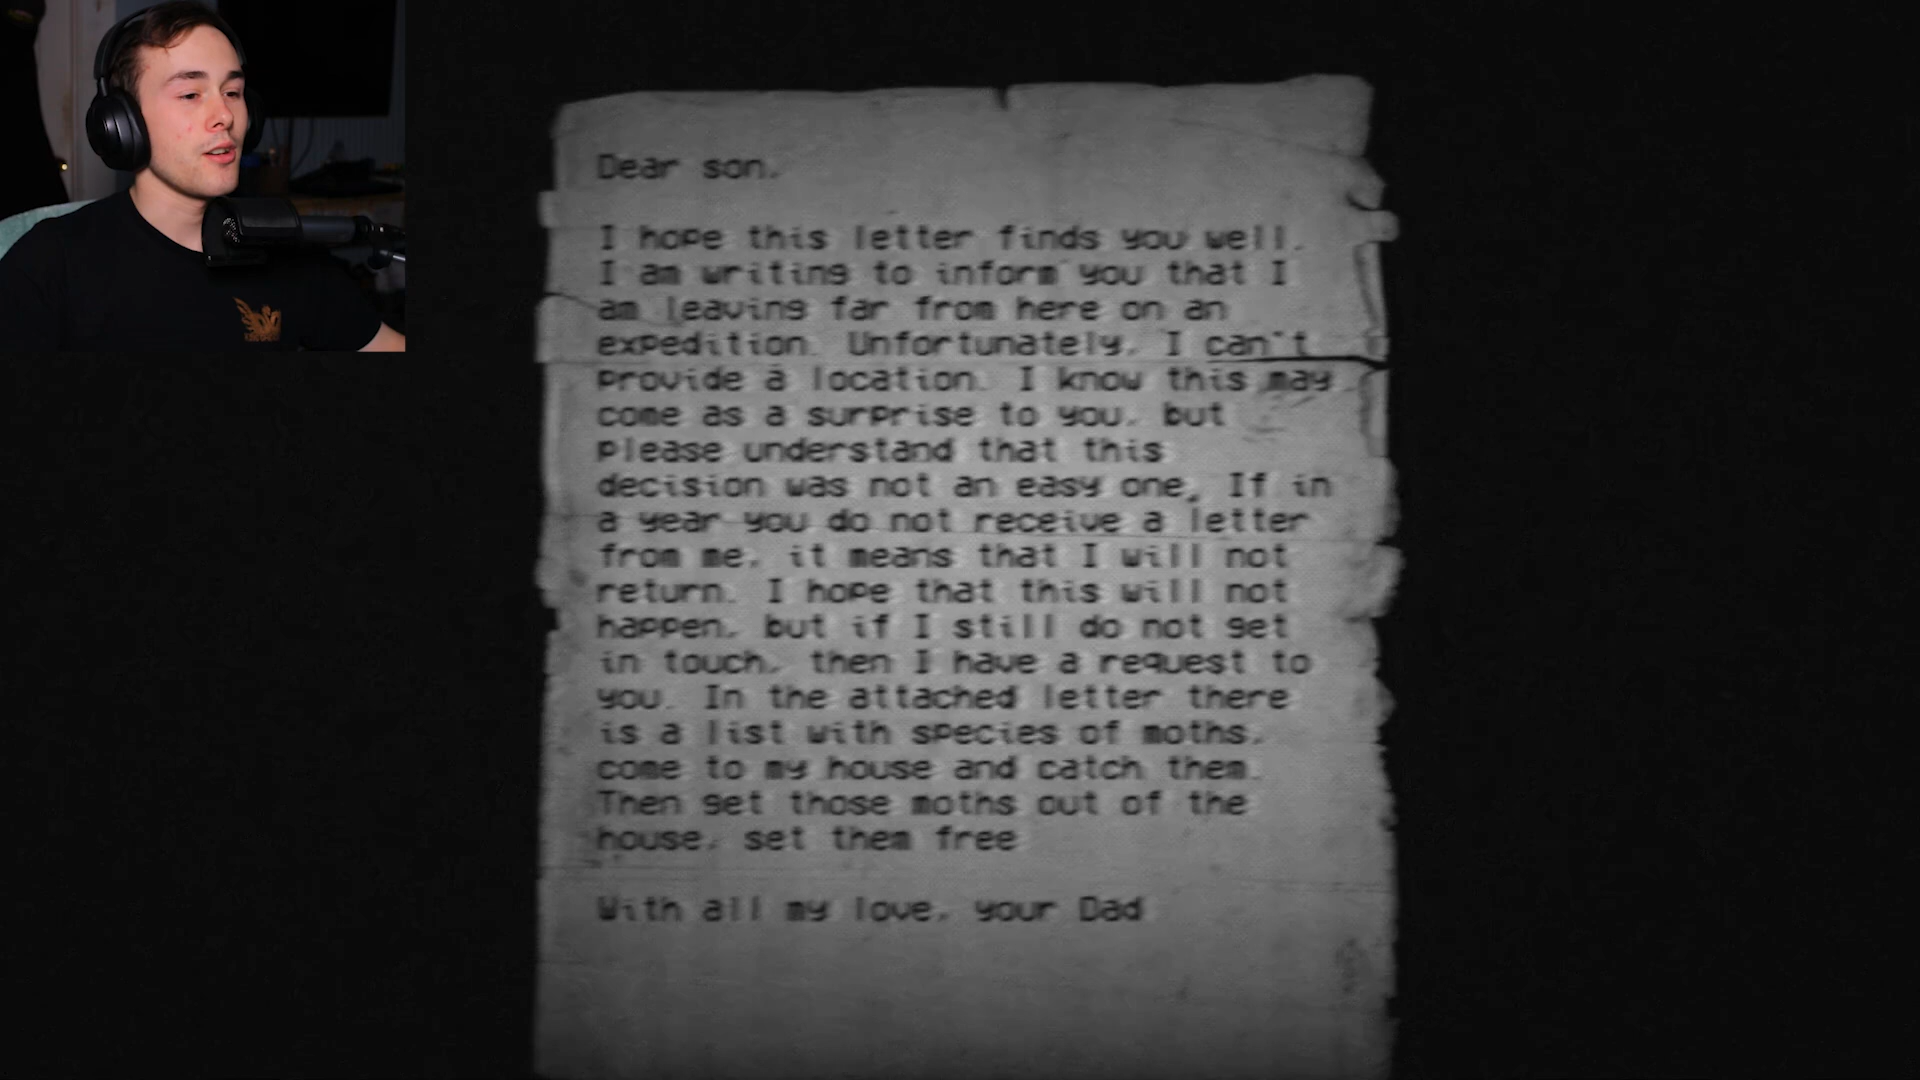 Dear son,
I hope this letter finds you well.
I am writing to inform you that I
am leaving far from here on an
expedition. Unfortunately, I can't
provide a location. I know this may
come as a surprise to you, but
please understand that this
decision was not an easy one, If in
a year you do not receive a letter
from me, it means that I will not
return. I hope that this will not
happen, but if I still do not get
in touch, then I have a request to
you. In the attached letter there
is a list with species of moths,
come to my house and catch them.
Then get those moths out of the
house, set them free
With all my love, your Dad